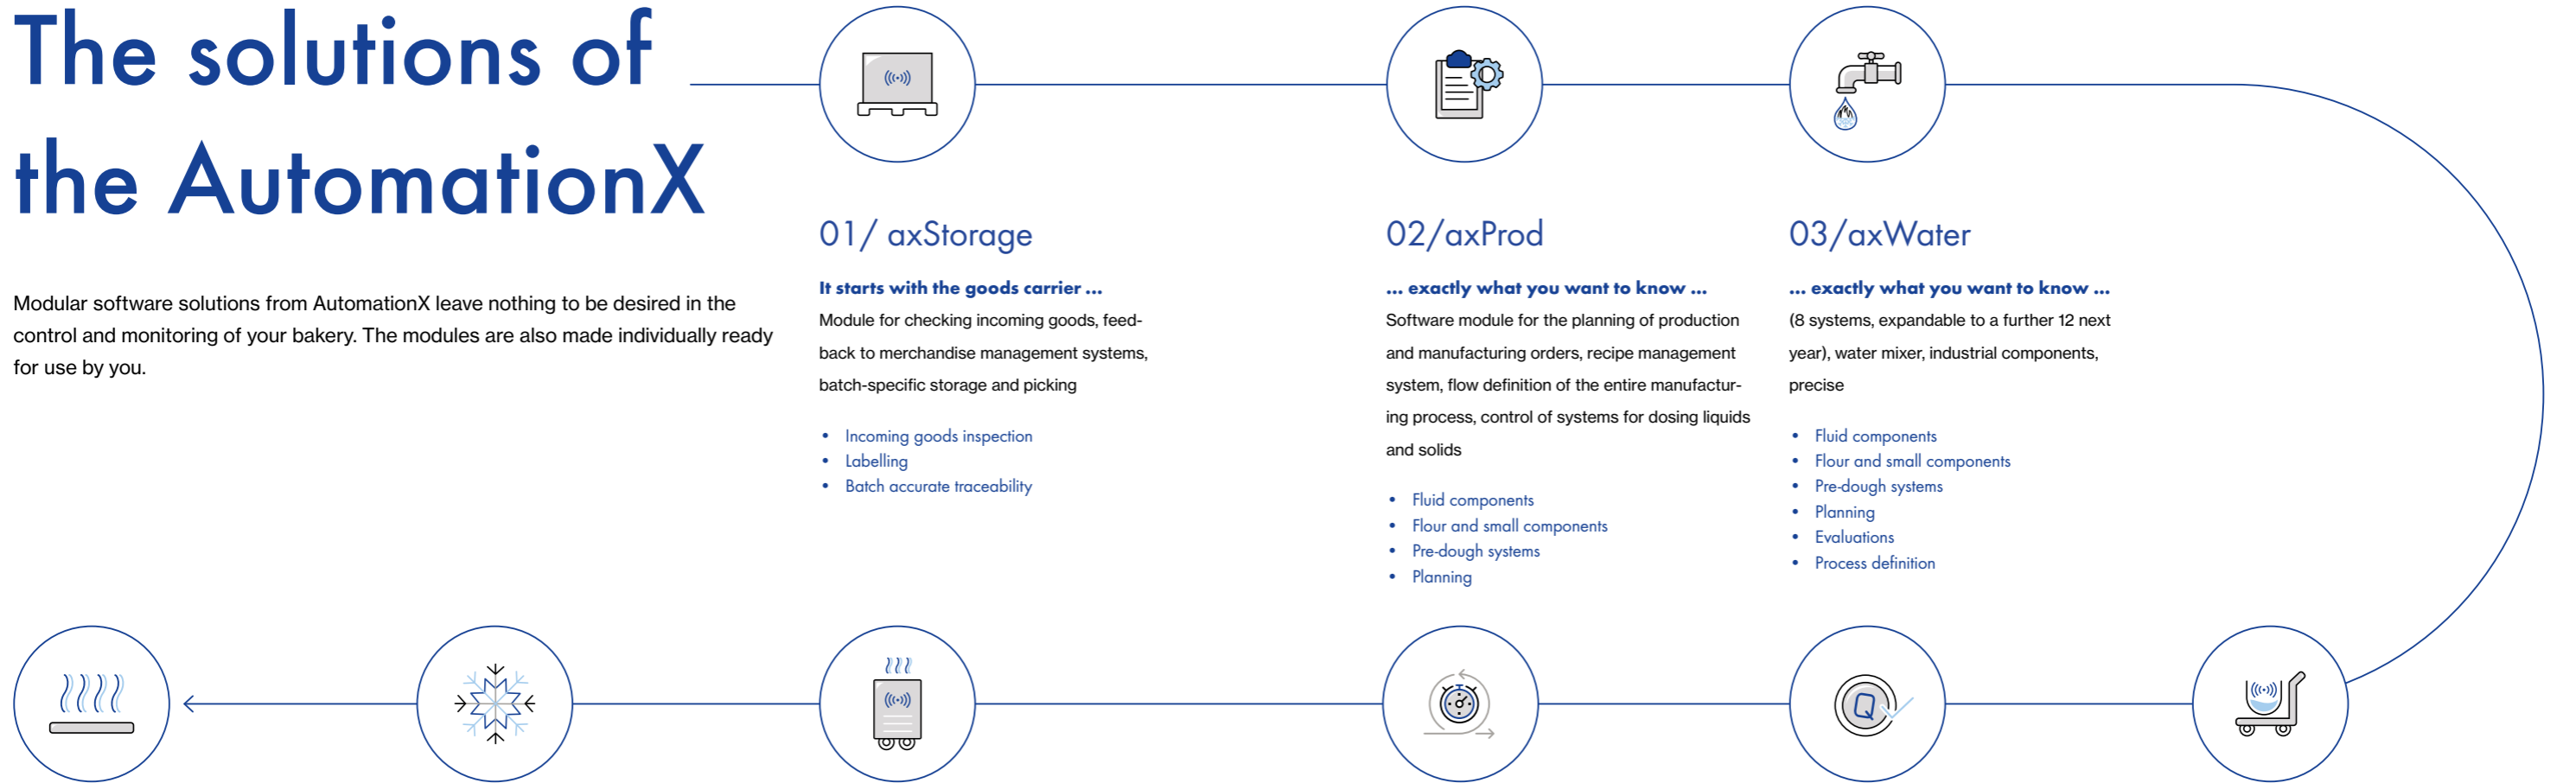 The solutions of
the AutomationX
Modular software solutions from AutomationX leave nothing to be desired in the
control and monitoring of your bakery. The modules are also made individually ready
for use by you.
01/ axStorage
It starts with the goods carrier ...
Module for checking incoming goods, feed-
back to merchandise management systems,
batch-specific storage and picking
• Incoming goods inspection
• Labelling
• Batch accurate traceability
02/axProd
... exactly what you want to know ...
Software module for the planning of production
and manufacturing orders, recipe management
system, flow definition of the entire manufactur-
ing process, control of systems for dosing liquids
and solids
• Fluid components
• Flour and small components
• Pre-dough systems
• Planning
03/axWater
... exactly what you want to know ...
(8 systems, expandable to a further 12 next
year), water mixer, industrial components,
precise
• Fluid components
• Flour and small components
• Pre-dough systems
• Planning
• Evaluations
• Process definition
Q